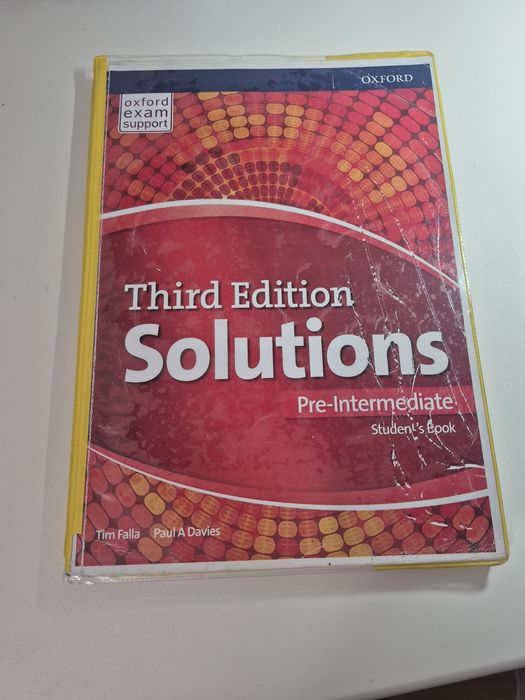 OXFORD
oxford
exam
support
Third Edition
Solutions
Pre-Intermediate
Student's Book
Tim Falla Paul A Davies